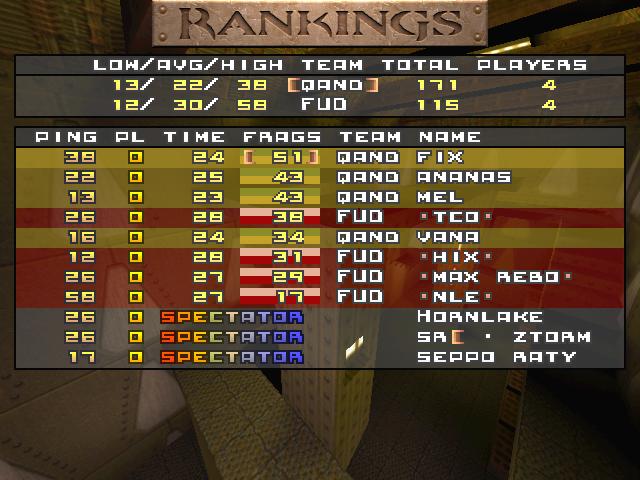 RANKINGS
LOW/AVG/HIGH TEAM TOTAL PLAYERS
13/ 22/ 38 [QAND] 171 4
12/ 30/ 58 FUD 115 4
PING PL TIME FRAGS TEAM NAME
38 0 24 [ 51 ] QAND FIX
22 0 25 43 QAND ANANAS
13 0 23 43 QAND MEL
26 0 28 38 FUD ·TCO·
16 0 24 34 QAND VANA
12 0 28 31 FUD ·HIX·
26 0 27 29 FUD ·MAX REBO·
58 0 27 17 FUD ·NLE·
26 0 SPECTATOR HORNLAKE
26 0 SPECTATOR SR[ · ZTORM
17 0 SPECTATOR SEPPO RATY